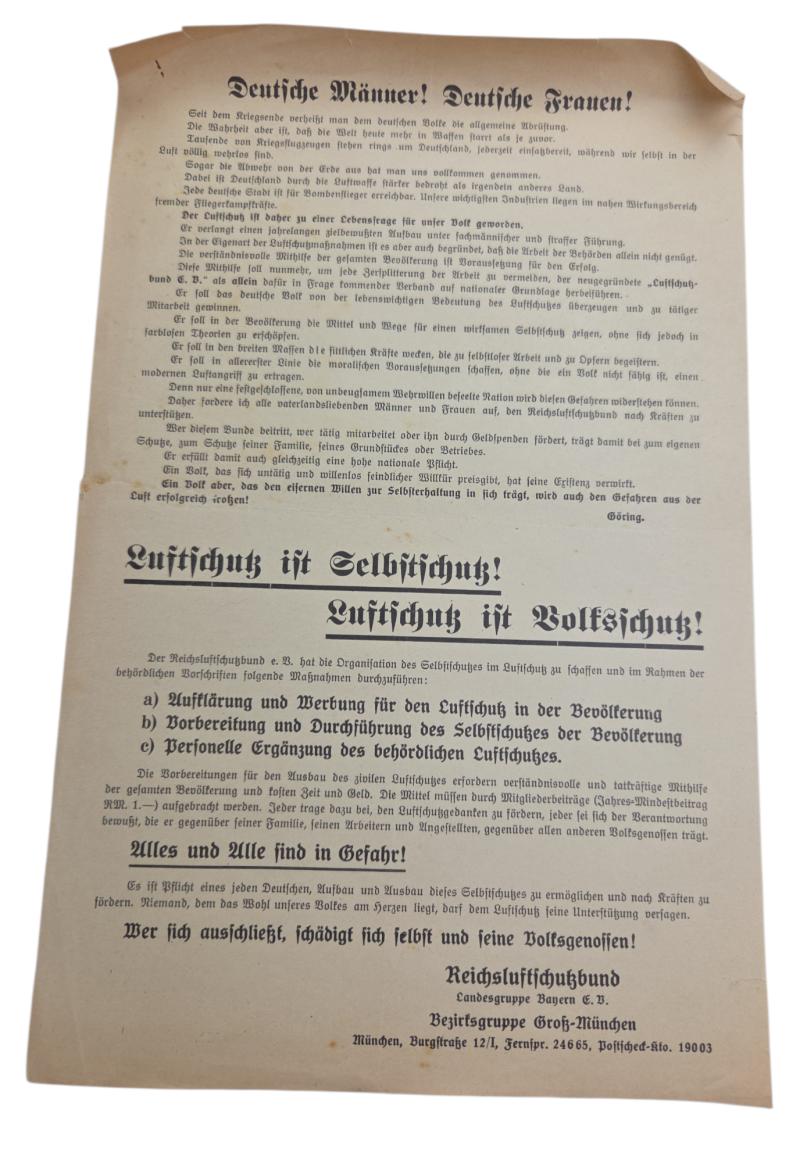 Deutsche Männer! Deutsche Frauen!
Seit dem Kriegsende verheißt man dem deutschen Volke die allgemeine Abrüstung.
Die Wahrheit aber ist, daß die Welt heute mehr in Waffen starrt als je zuvor.
Tausende von Kriegsflugzeugen stehen rings um Deutschland, jederzeit einsatzbereit, während wir selbst in der
Luft völlig wehrlos sind.
Sogar die Abwehr von der Erde aus hat man uns vollkommen genommen.
Dabei ist Deutschland durch die Luftwaffe stärker bedroht als irgendein anderes Land.
Jede deutsche Stadt ist für Bombenflieger erreichbar. Unsere wichtigsten Industrien liegen im nahen Wirkungsbereich
fremder Fliegerkampfkräfte.
Der Luftschutz ist daher zu einer Lebensfrage für unser Volk geworden.
Er verlangt einen jahrelangen zielbewußten Aufbau unter fachmännischer und straffer Führung.
In der Eigenart der Luftschutzmaßnahmen ist es aber auch begründet, daß die Arbeit der Behörden allein nicht genügt.
Die verständnisvolle Mithilfe der gesamten Bevölkerung ist Voraussetzung für den Erfolg.
Diese Mithilfe soll nunmehr, um jede Zersplitterung der Arbeit zu vermeiden, der neugegründete „Luftschutz-
bund E. V." als allein dafür in Frage kommender Verband auf nationaler Grundlage herbeiführen.
Er soll das deutsche Volk von der lebenswichtigen Bedeutung des Luftschutzes überzeugen und zu tätiger
Mitarbeit gewinnen.
Er soll in der Bevölkerung die Mittel und Wege für einen wirksamen Selbstschutz zeigen, ohne sich jedoch in
farblosen Theorien zu erschöpfen.
Er soll in den breiten Massen die sittlichen Kräfte wecken, die zu selbstloser Arbeit und zu Opfern begeistern.
Er soll in allererster Linie die moralischen Voraussetzungen schaffen, ohne die ein Volk nicht fähig ist, einen
modernen Luftangriff zu ertragen.
Denn nur eine festgeschlossene, von unbeugsamem Wehrwillen beseelte Nation wird diesen Gefahren widerstehen können.
Daher fordere ich alle vaterlandsliebenden Männer und Frauen auf, den Reichsluftschutzbund nach Kräften zu
unterstützen.
Wer diesem Bunde beitritt, wer tätig mitarbeitet oder ihn durch Geldspenden fördert, trägt damit bei zum eigenen
Schutze, zum Schutze seiner Familie, seines Grundstückes oder Betriebes.
Er erfüllt damit auch gleichzeitig eine hohe nationale Pflicht.
Ein Volk, das sich untätig und willenlos feindlicher Willkür preisgibt, hat seine Existenz verwirkt.
Ein Volk aber, das den eisernen Willen zur Selbsterhaltung in sich trägt, wird auch den Gefahren aus der
Luft erfolgreich trotzen!
Göring.
Luftschutz ist Selbstschutz!
Luftschutz ist Volksschutz!
Der Reichsluftschutzbund e. V. hat die Organisation des Selbstschutzes im Luftschutz zu schaffen und im Rahmen der
behördlichen Vorschriften folgende Maßnahmen durchzuführen:
a) Aufklärung und Werbung für den Luftschutz in der Bevölkerung
b) Vorbereitung und Durchführung des Selbstschutzes der Bevölkerung
c) Personelle Ergänzung des behördlichen Luftschutzes.
Die Vorbereitungen für den Ausbau des zivilen Luftschutzes erfordern verständnisvolle und tatkräftige Mithilfe
der gesamten Bevölkerung und kosten Zeit und Geld. Die Mittel müssen durch Mitgliederbeiträge (Jahres-Mindestbeitrag
RM. 1.—) aufgebracht werden. Jeder trage dazu bei, den Luftschutzgedanken zu fördern, jeder sei sich der Verantwortung
bewußt, die er gegenüber seiner Familie, seinen Arbeitern und Angestellten, gegenüber allen anderen Volksgenossen trägt.
Alles und Alle sind in Gefahr!
Es ist Pflicht eines jeden Deutschen, Aufbau und Ausbau dieses Selbstschutzes zu ermöglichen und nach Kräften zu
fördern. Niemand, dem das Wohl unseres Volkes am Herzen liegt, darf dem Luftschutz seine Unterstützung versagen.
Wer sich ausschließt, schädigt sich selbst und seine Volksgenossen!
Reichsluftschutzbund
Landesgruppe Bayern E. V.
Bezirksgruppe Groß-München
München, Burgstraße 12/I, Fernspr. 24665, Postscheck-Kto. 19003